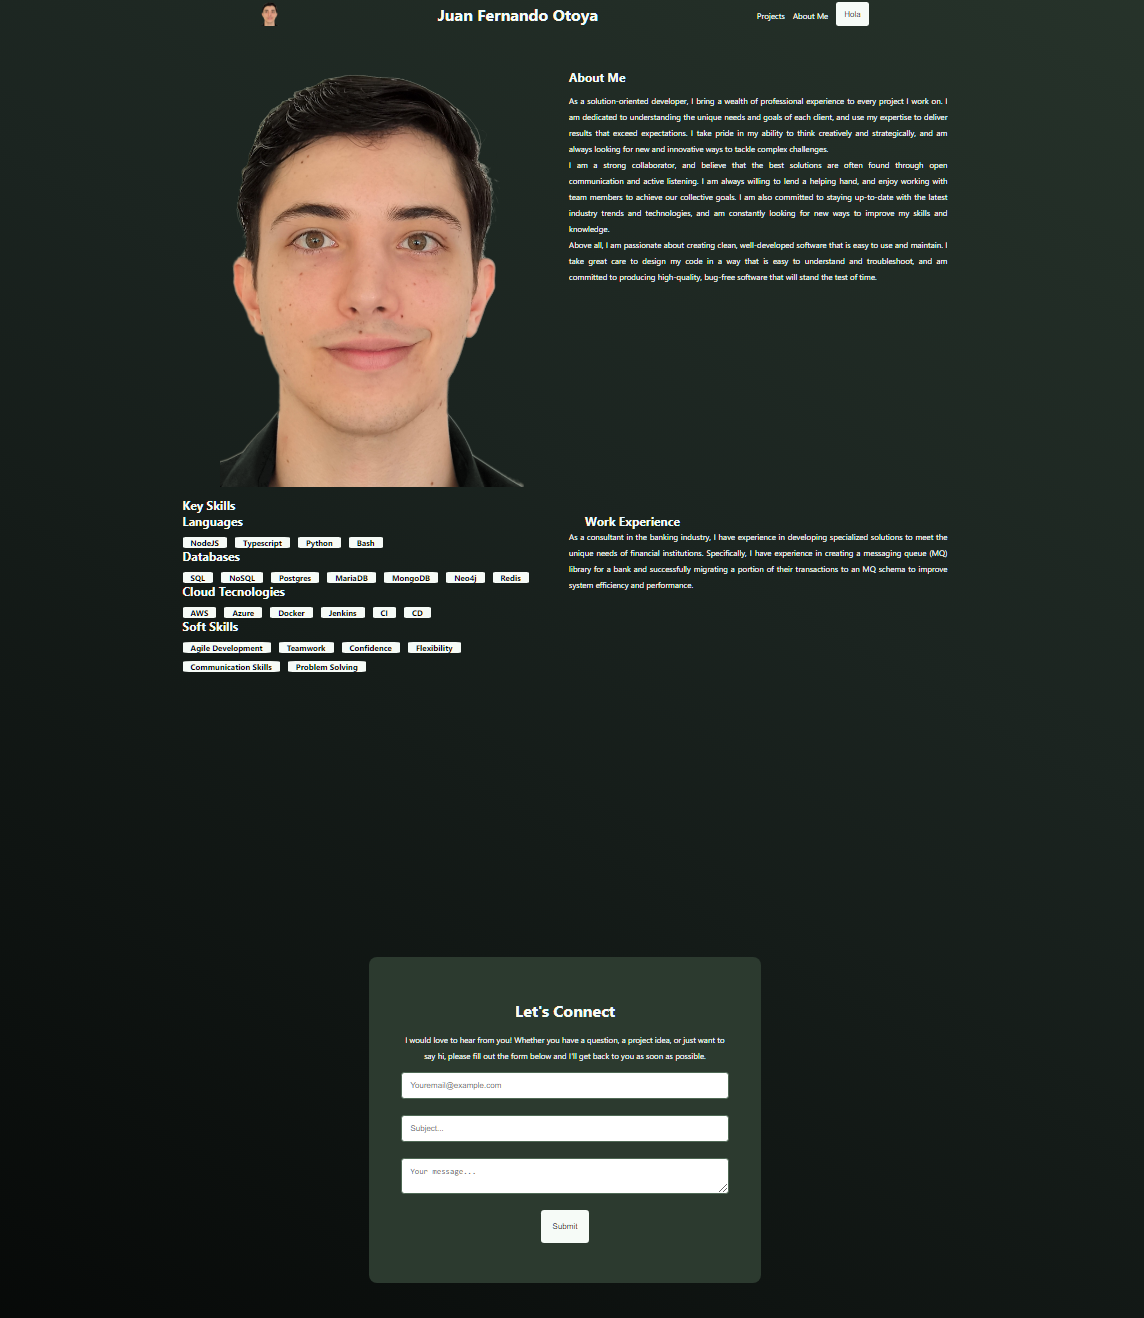 Juan Fernando Otoya
Projects
About Me
Hola
About Me
As a solution-oriented developer, I bring a wealth of professional experience to every project I work on. I
am dedicated to understanding the unique needs and goals of each client, and use my expertise to deliver
results that exceed expectations. I take pride in my ability to think creatively and strategically, and am
always looking for new and innovative ways to tackle complex challenges.
I am a strong collaborator, and believe that the best solutions are often found through open
communication and active listening. I am always willing to lend a helping hand, and enjoy working with
team members to achieve our collective goals. I am also committed to staying up-to-date with the latest
industry trends and technologies, and am constantly looking for new ways to improve my skills and
knowledge.
Above all, I am passionate about creating clean, well-developed software that is easy to use and maintain. I
take great care to design my code in a way that is easy to understand and troubleshoot, and am
committed to producing high-quality, bug-free software that will stand the test of time.
Key Skills
Languages
NodeJS Typescript Python Bash
Databases
SQL NoSQL Postgres MariaDB MongoDB Neo4j Redis
Cloud Tecnologies
AWS Azure Docker Jenkins CI CD
Soft Skills
Agile Development Teamwork Confidence Flexibility
Communication Skills Problem Solving
Work Experience
As a consultant in the banking industry, I have experience in developing specialized solutions to meet the
unique needs of financial institutions. Specifically, I have experience in creating a messaging queue (MQ)
library for a bank and successfully migrating a portion of their transactions to an MQ schema to improve
system efficiency and performance.
Let's Connect
I would love to hear from you! Whether you have a question, a project idea, or just want to
say hi, please fill out the form below and I'll get back to you as soon as possible.
Youremail@example.com
Subject...
Your message...
Submit